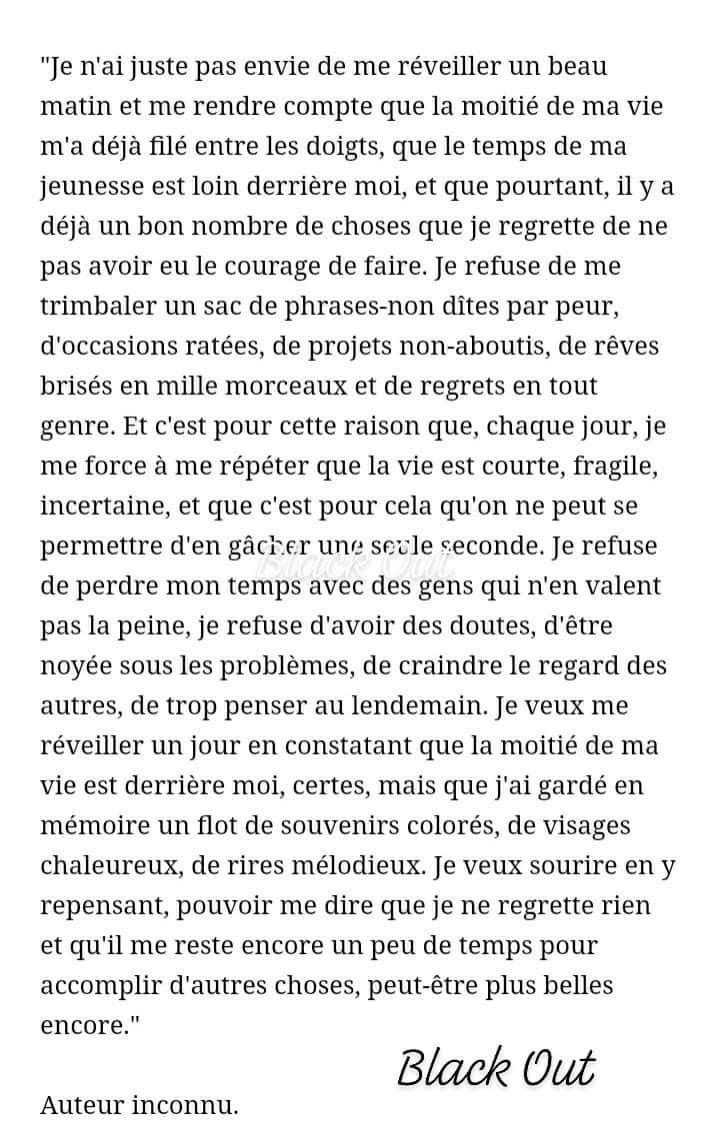 "Je n'ai juste pas envie de me réveiller un beau
matin et me rendre compte que la moitié de ma vie
m'a déjà filé entre les doigts, que le temps de ma
jeunesse est loin derrière moi, et que pourtant, il y a
déjà un bon nombre de choses que je regrette de ne
pas avoir eu le courage de faire. Je refuse de me
trimbaler un sac de phrases-non dîtes par peur,
d'occasions ratées, de projets non-aboutis, de rêves
brisés en mille morceaux et de regrets en tout
genre. Et c'est pour cette raison que, chaque jour, je
me force à me répéter que la vie est courte, fragile,
incertaine, et que c'est pour cela qu'on ne peut se
permettre d'en gâcher une seule seconde. Je refuse
Black Out
de perdre mon temps avec des gens qui n'en valent
pas la peine, je refuse d'avoir des doutes, d'être
noyée sous les problèmes, de craindre le regard des
autres, de trop penser au lendemain. Je veux me
réveiller un jour en constatant que la moitié de ma
vie est derrière moi, certes, mais que j'ai gardé en
mémoire un flot de souvenirs colorés, de visages
chaleureux, de rires mélodieux. Je veux sourire en y
repensant, pouvoir me dire que je ne regrette rien
et qu'il me reste encore un peu de temps pour
accomplir d'autres choses, peut-être plus belles
encore."
Black Out
Auteur inconnu.